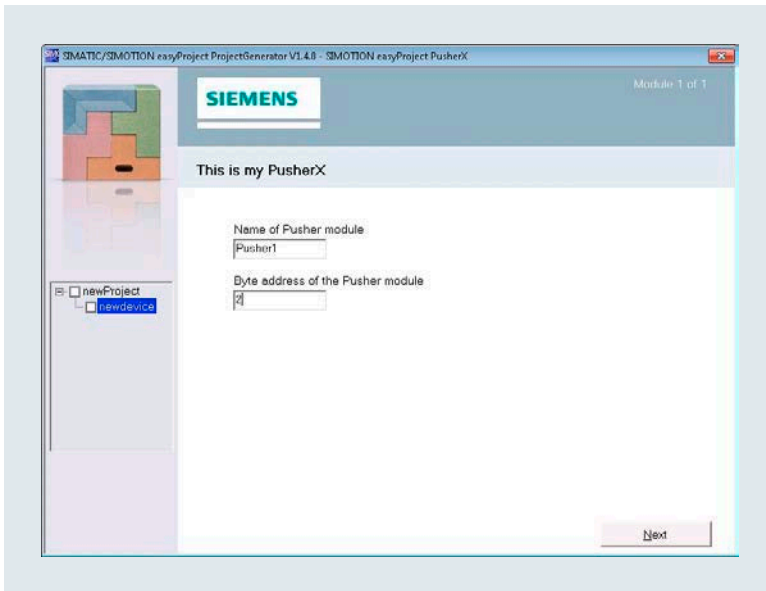 SIMATIC/SIMOTION easyProject ProjectGenerator V1.4.0 - SIMOTION easyProject PusherX
SIEMENS
Module 1 of 1
This is my PusherX
Name of Pusher module
Pusher1
Byte address of the Pusher module
2
newProject
newdevice
Next